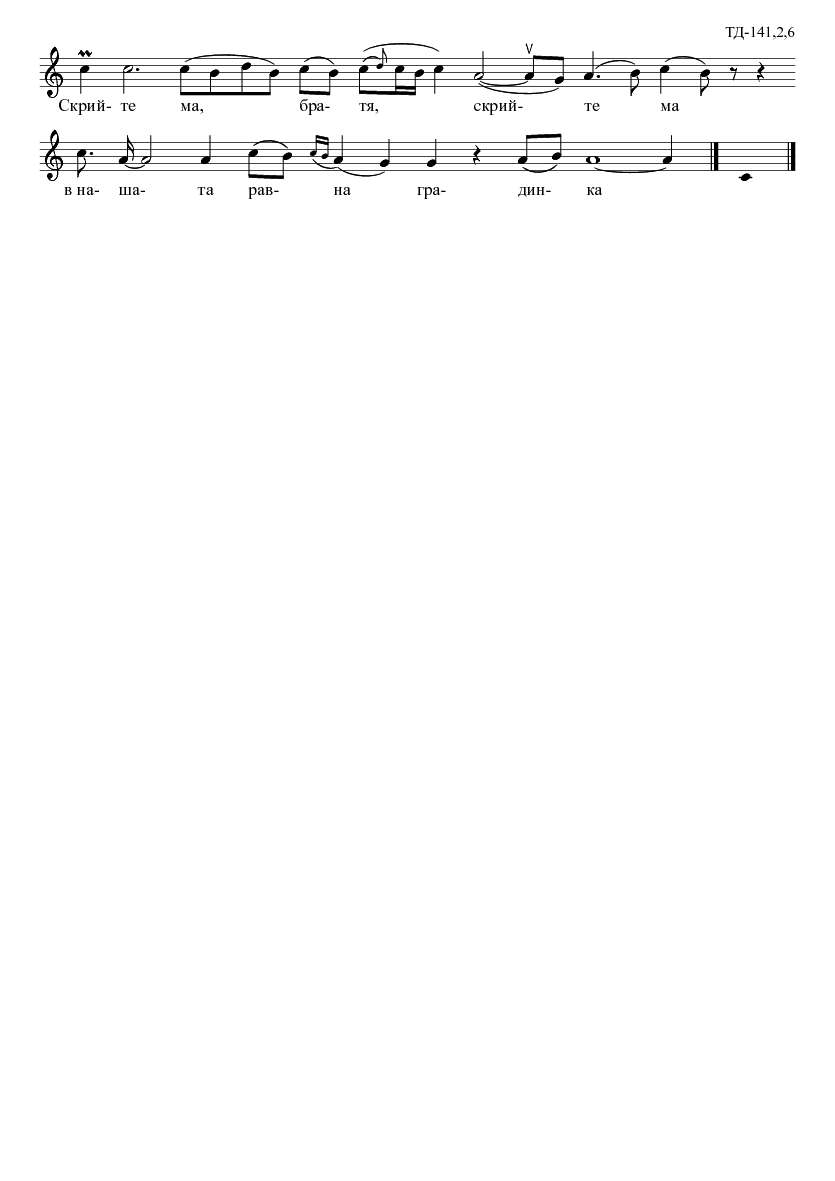 ТД-141,2,6
Скрий- те ма, бра- тя, скрий- те ма
в на- ша- та рав- на гра- дин- ка